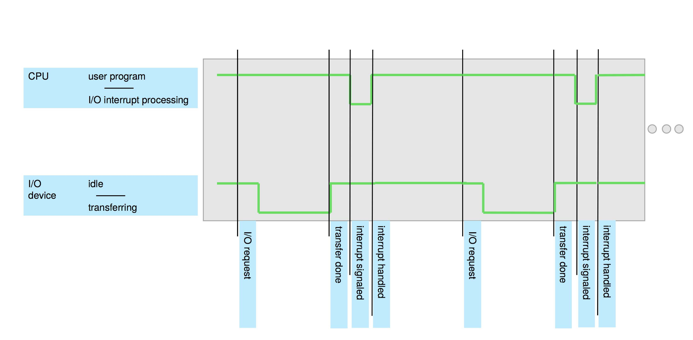 CPU
user program
I/O interrupt processing
I/O
device
idle
transferring
I/O request
transfer done
interrupt signaled
interrupt handled
I/O request
transfer done
interrupt signaled
interrupt handled